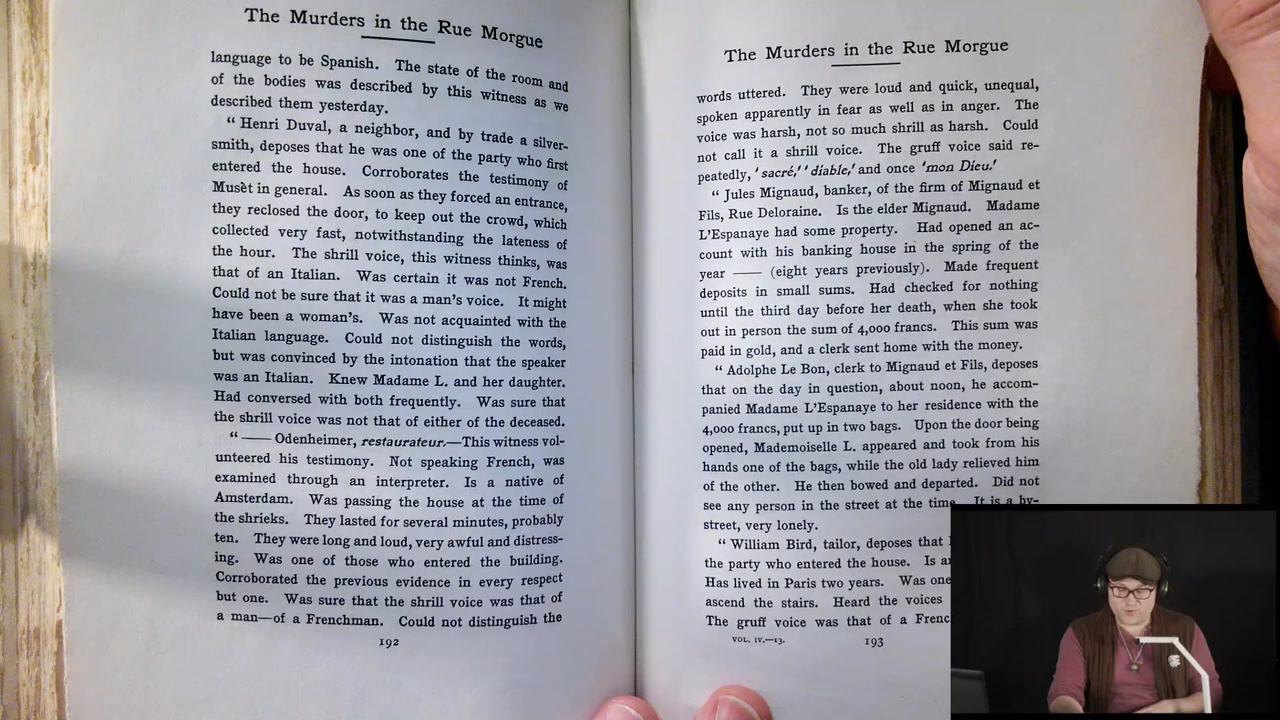 The Murders in the Rue Morgue
language to be Spanish. The state of the room and
of the bodies was described by this witness as we
described them yesterday.
“ Henri Duval, a neighbor, and by trade a silver-
smith, deposes that he was one of the party who first
entered the house. Corroborates the testimony of
Musèt in general. As soon as they forced an entrance,
they reclosed the door, to keep out the crowd, which
collected very fast, notwithstanding the lateness of
the hour. The shrill voice, this witness thinks, was
that of an Italian. Was certain it was not French.
Could not be sure that it was a man’s voice. It might
have been a woman’s. Was not acquainted with the
Italian language. Could not distinguish the words,
but was convinced by the intonation that the speaker
was an Italian. Knew Madame L. and her daughter.
Had conversed with both frequently. Was sure that
the shrill voice was not that of either of the deceased.
“ —— Odenheimer, restaurateur.—This witness vol-
unteered his testimony. Not speaking French, was
examined through an interpreter. Is a native of
Amsterdam. Was passing the house at the time of
the shrieks. They lasted for several minutes, probably
ten. They were long and loud, very awful and distress-
ing. Was one of those who entered the building.
Corroborated the previous evidence in every respect
but one. Was sure that the shrill voice was that of
a man—of a Frenchman. Could not distinguish the
192
The Murders in the Rue Morgue
words uttered. They were loud and quick, unequal,
spoken apparently in fear as well as in anger. The
voice was harsh, not so much shrill as harsh. Could
not call it a shrill voice. The gruff voice said re-
peatedly, ‘ sacré,’ ‘ diable,’ and once ‘mon Dieu.’
“ Jules Mignaud, banker, of the firm of Mignaud et
Fils, Rue Deloraine. Is the elder Mignaud. Madame
L’Espanaye had some property. Had opened an ac-
count with his banking house in the spring of the
year —— (eight years previously). Made frequent
deposits in small sums. Had checked for nothing
until the third day before her death, when she took
out in person the sum of 4,000 francs. This sum was
paid in gold, and a clerk sent home with the money.
“ Adolphe Le Bon, clerk to Mignaud et Fils, deposes
that on the day in question, about noon, he accom-
panied Madame L’Espanaye to her residence with the
4,000 francs, put up in two bags. Upon the door being
opened, Mademoiselle L. appeared and took from his
hands one of the bags, while the old lady relieved him
of the other. He then bowed and departed. Did not
see any person in the street at the time. It is a by-
street, very lonely.
“ William Bird, tailor, deposes that
the party who entered the house. Is
Has lived in Paris two years. Was one
ascend the stairs. Heard the voices
The gruff voice was that of a
VOL. IV.—13.
193